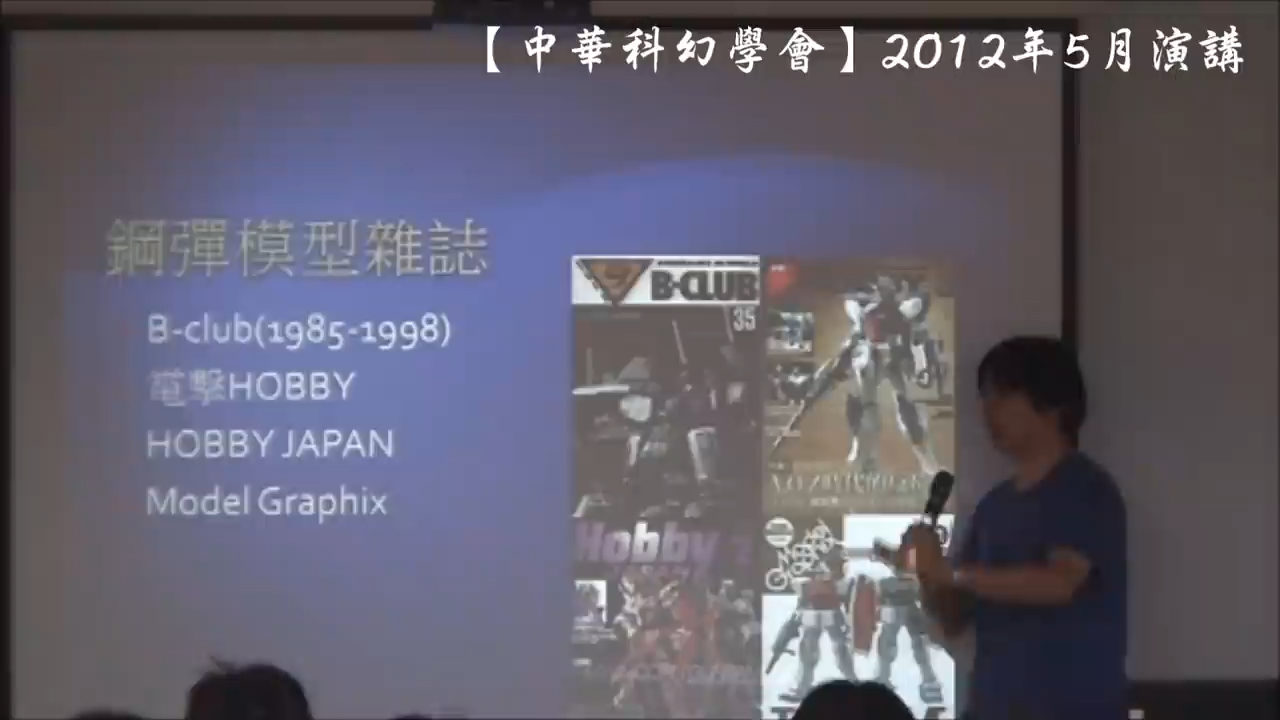 【中華科幻學會】2012年5月演講
鋼彈模型雜誌
B-club(1985-1998)
電擊HOBBY
HOBBY JAPAN
Model Graphix
B-CLUB
35
Hobby